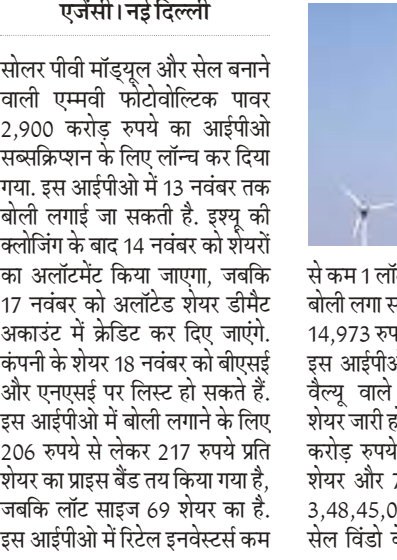 एजेंसी। नई दिल्ली
सोलर पीवी मॉड्यूल और सेल बनाने
वाली एम्मवी फोटोवोल्टिक पावर
2,900 करोड़ रुपये का आईपीओ
सब्सक्रिप्शन के लिए लॉन्च कर दिया
गया. इस आईपीओ में 13 नवंबर तक
बोली लगाई जा सकती है. इश्यू की
क्लोजिंग के बाद 14 नवंबर को शेयरों
का अलॉटमेंट किया जाएगा, जबकि
17 नवंबर को अलॉटेड शेयर डीमैट
अकाउंट में क्रेडिट कर दिए जाएंगे.
कंपनी के शेयर 18 नवंबर को बीएसई
और एनएसई पर लिस्ट हो सकते हैं.
इस आईपीओ में बोली लगाने के लिए
206 रुपये से लेकर 217 रुपये प्रति
शेयर का प्राइस बैंड तय किया गया है,
जबकि लॉट साइज 69 शेयर का है.
इस आईपीओ में रिटेल इनवेस्टर्स कम
से कम 1
बोली लगा
14,973
इस
वैल्यू वाले
शेयर जारी
करोड़ रुपये
शेयर और
3,48,45,0
सेल विंडो